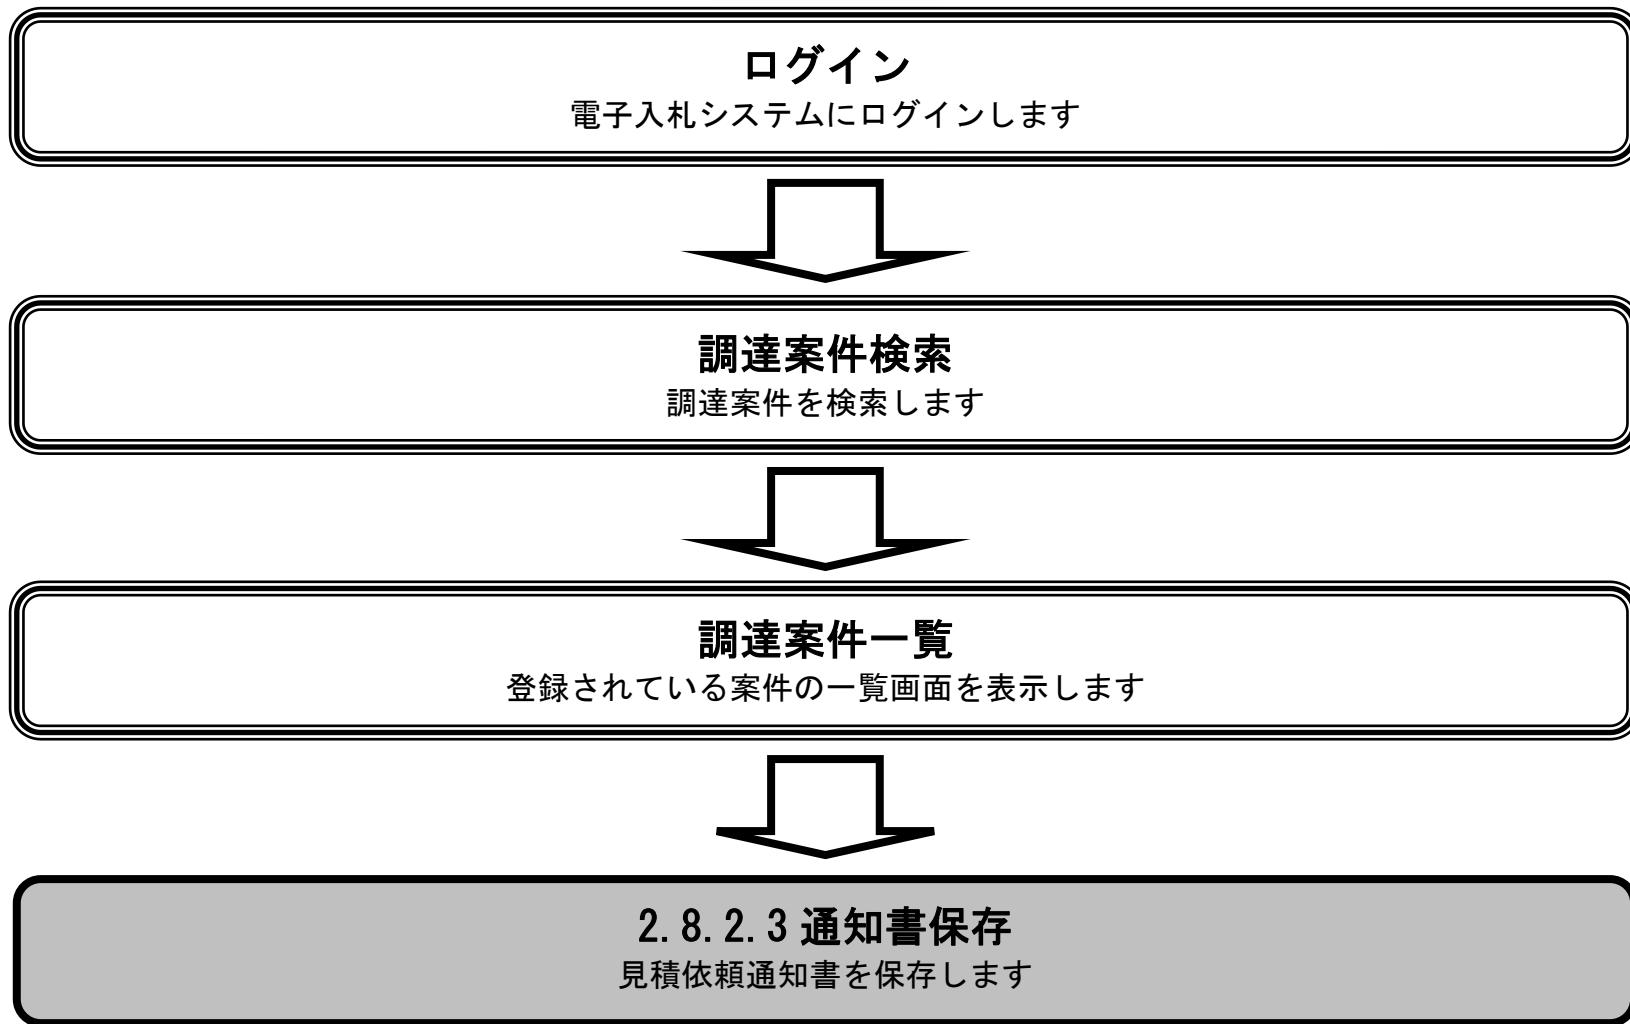 ログイン
電子入札システムにログインします
調達案件検索
調達案件を検索します
調達案件一覧
登録されている案件の一覧画面を表示します
2.8.2.3 通知書保存
見積依頼通知書を保存します